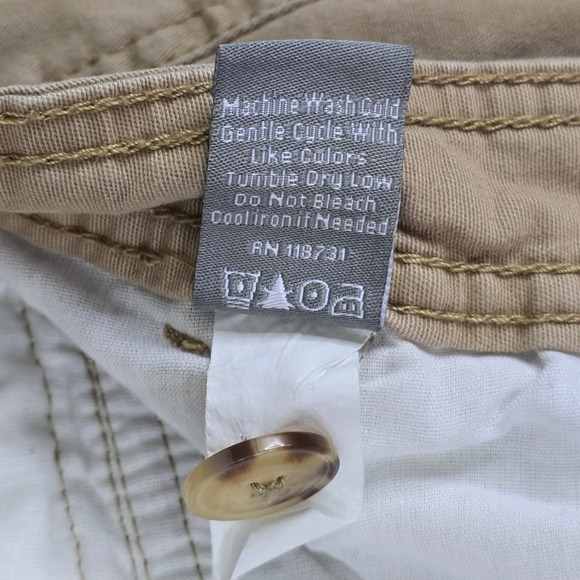 Machine Wash Cold
Gentle Cycle With
Like Colors
Tumble Dry Low
Do Not Bleach
Cool iron if Needed
RN 118731